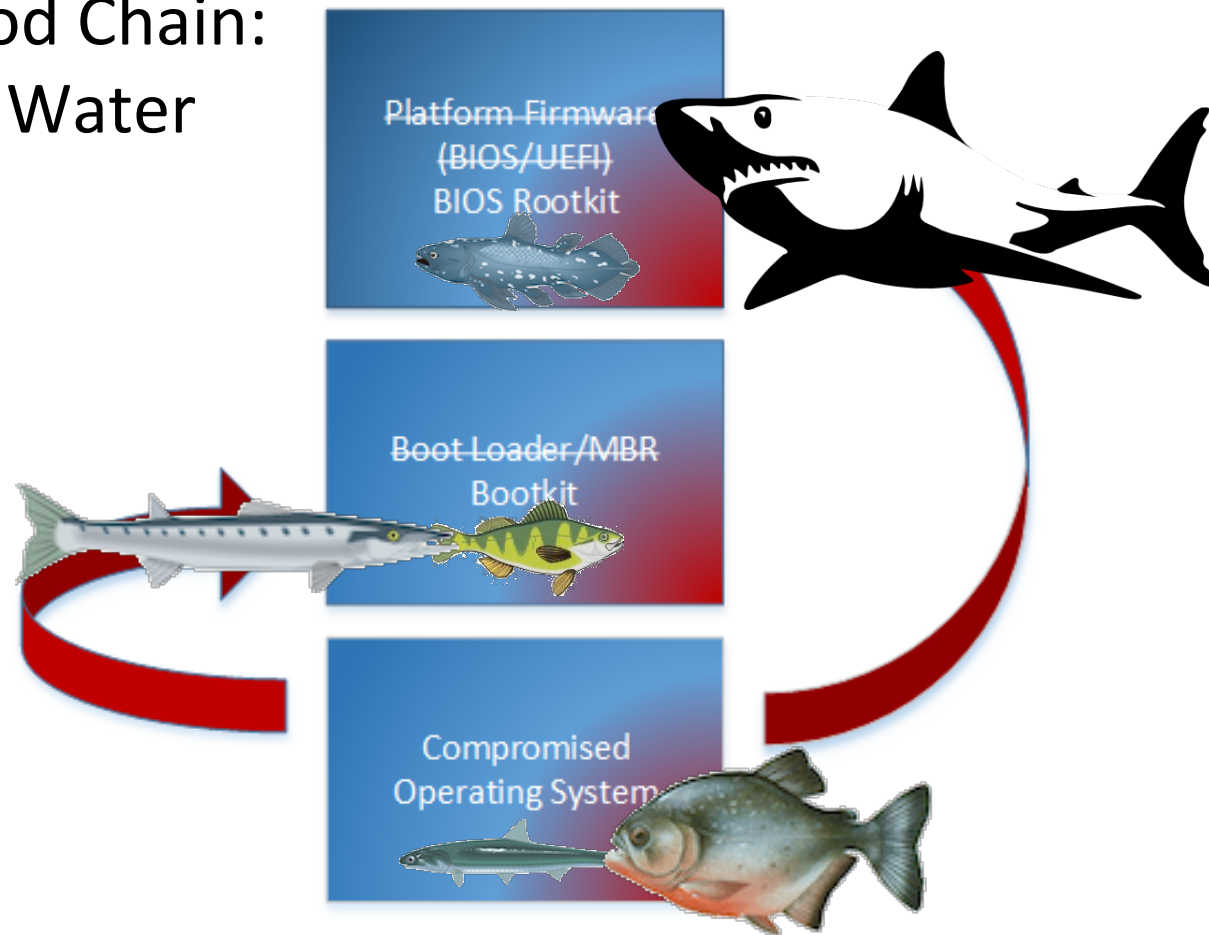 od Chain:
Water
Platform Firmware
(BIOS/UEFI)
BIOS Rootkit
Boot Loader/MBR
Bootkit
Compromised
Operating System